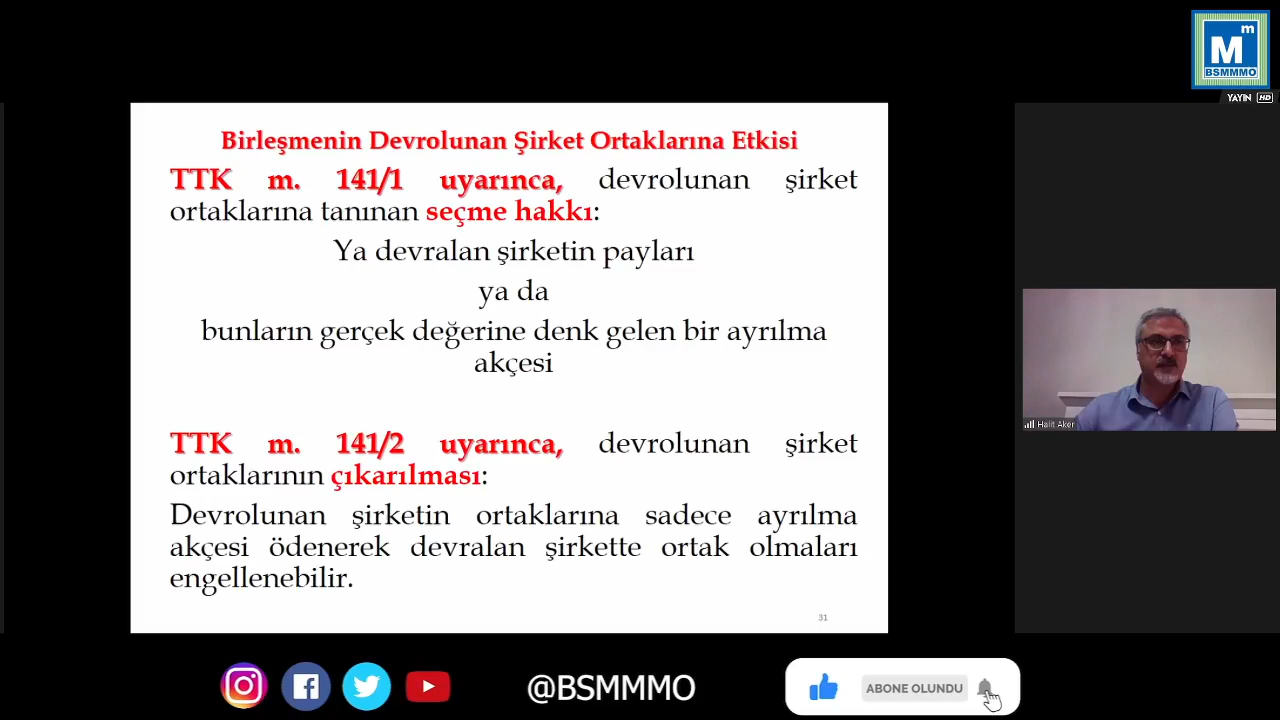 Mm
BSMMMO
YAYIN HD
Birleşmenin Devrolunan Şirket Ortaklarına Etkisi
TTK m. 141/1 uyarınca, devrolunan şirket
ortaklarına tanınan seçme hakkı:
Ya devralan şirketin payları
ya da
bunların gerçek değerine denk gelen bir ayrılma
akçesi
TTK m. 141/2 uyarınca, devrolunan şirket
ortaklarının çıkarılması:
Devrolunan şirketin ortaklarına sadece ayrılma
akçesi ödenerek devralan şirkette ortak olmaları
engellenebilir.
31
Halit Aker
@BSMMMO
ABONE OLUNDU